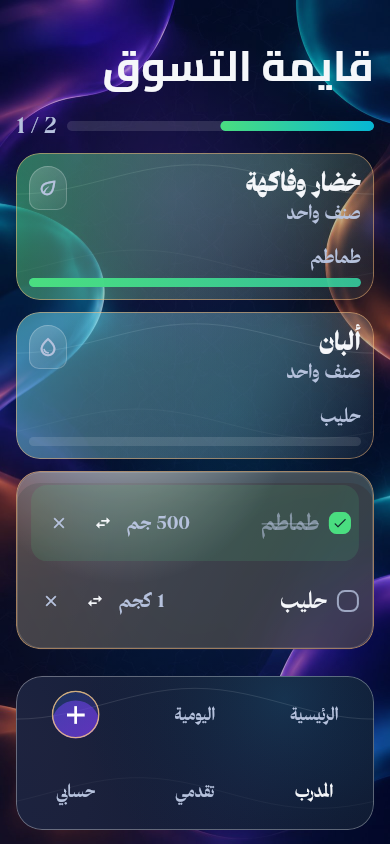 قايمة التسوق
1 / 2
خضار وفاكهة
صنف واحد
طماطم
ألبان
صنف واحد
حليب
طماطم 500 جم
حليب 1 كجم
الرئيسية اليومية
المدرب تقدمي حسابي